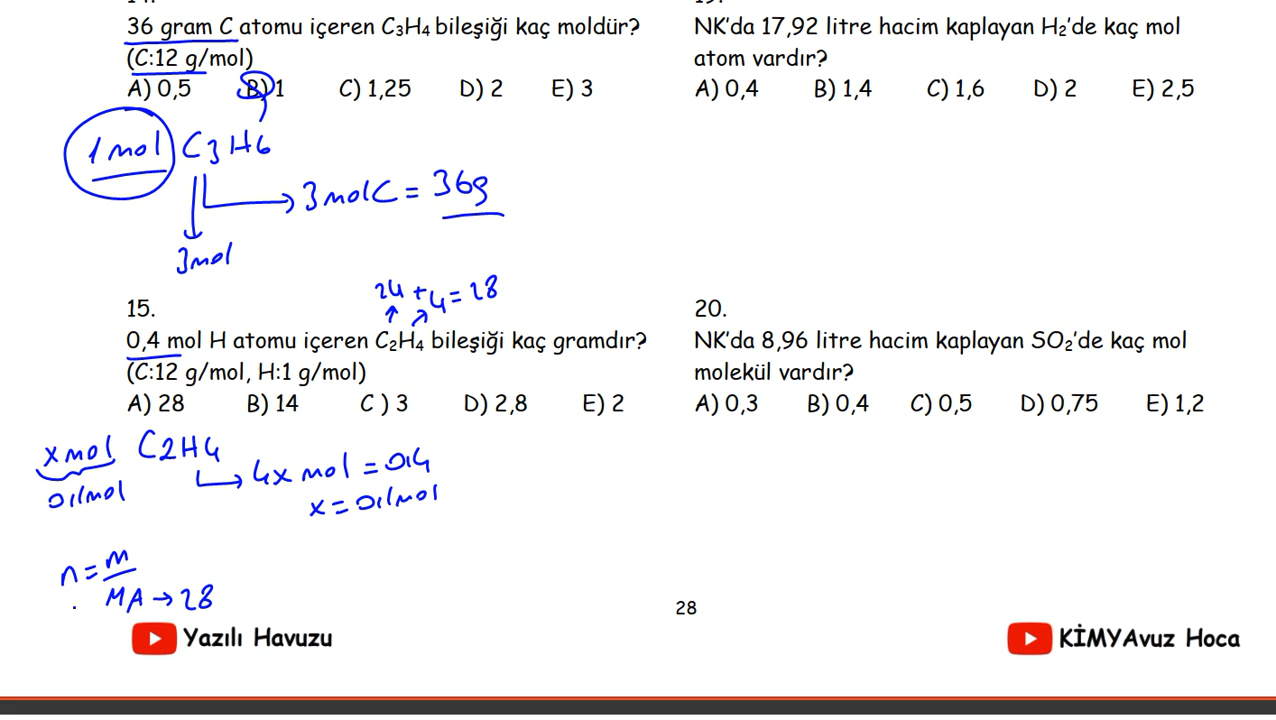 36 gram C atomu içeren C₃H₄ bileşiği kaç moldür?
(C:12 g/mol)
A) 0,5 B) 1 C) 1,25 D) 2 E) 3
1 mol C3H6
3 mol C = 36g
3 mol
15.
24 + 4 = 28
0,4 mol H atomu içeren C₂H₄ bileşiği kaç gramdır?
(C:12 g/mol, H:1 g/mol)
A) 28 B) 14 C ) 3 D) 2,8 E) 2
x mol C2H4
4x mol = 0,4
0,1 mol
x = 0,1 mol
n = m
MA → 28
NK'da 17,92 litre hacim kaplayan H₂'de kaç mol
atom vardır?
A) 0,4 B) 1,4 C) 1,6 D) 2 E) 2,5
20.
NK'da 8,96 litre hacim kaplayan SO₂'de kaç mol
molekül vardır?
A) 0,3 B) 0,4 C) 0,5 D) 0,75 E) 1,2
28
Yazılı Havuzu
KİMYAvuz Hoca